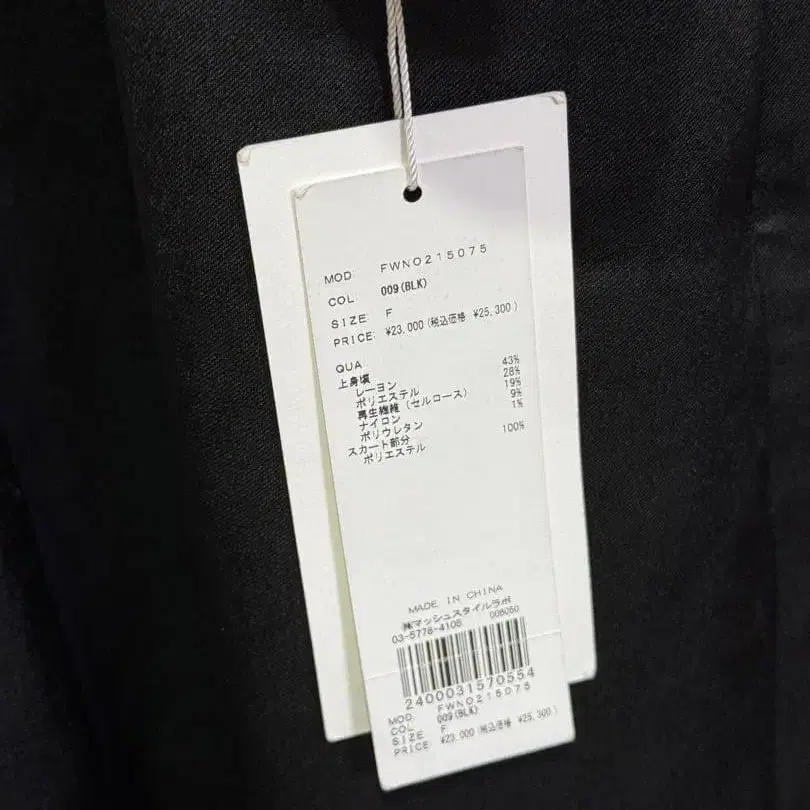 MOD FWNO215075
COL 009(BLK)
SIZE F
PRICE: ¥23,000(税込価格 ¥25,300)
QUA
上身頃
レーヨン 43%
ポリエステル 28%
再生繊維(セルロース) 19%
ナイロン 9%
ポリウレタン 1%
スカート部分
ポリエステル 100%
MADE IN CHINA
㈱マッシュスタイルラボ
03-5778-4106 006050
2400031570554
MOD FWNO215075
COL 009(BLK)
SIZE F
PRICE ¥23,000(税込価格 ¥25,300)